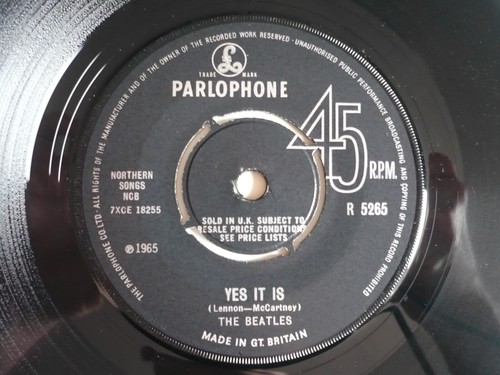 THE PARLOPHONE CO. LTD · ALL RIGHTS OF THE MANUFACTURER AND OF THE OWNER OF THE RECORDED WORK RESERVED · UNAUTHORISED PUBLIC PERFORMANCE BROADCASTING AND COPYING OF THIS RECORD PROHIBITED
£
TRADE MARK
PARLOPHONE
45
R.P.M.
NORTHERN
SONGS
NCB
7XCE 18255
R 5265
SOLD IN U.K. SUBJECT TO
RESALE PRICE CONDITIONS
SEE PRICE LISTS
℗ 1965
YES IT IS
(Lennon—McCartney)
THE BEATLES
MADE IN GT. BRITAIN